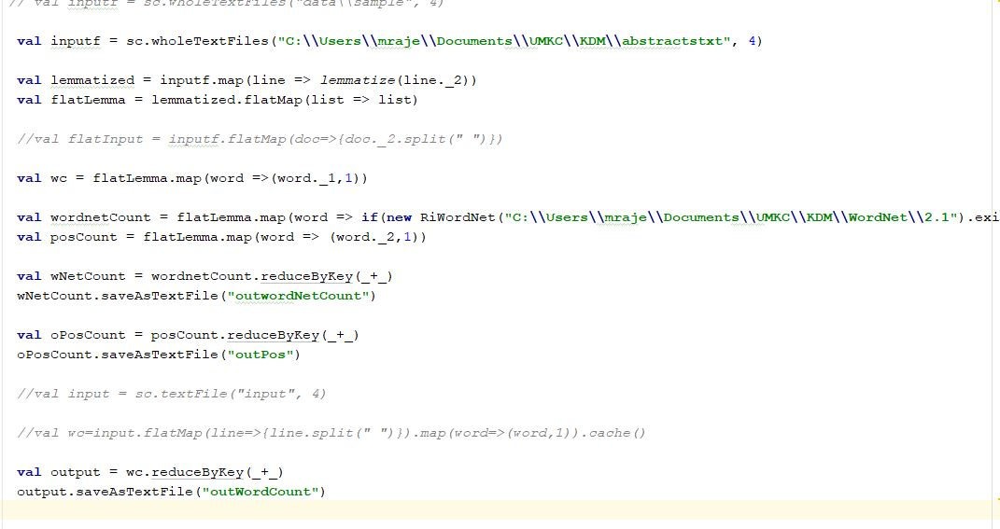 // val inputf = sc.wholeTextFiles("data\\sample", 4)
val inputf = sc.wholeTextFiles("C:\\Users\\mraje\\Documents\\UMKC\\KDM\\abstractstxt", 4)
val lemmatized = inputf.map(line => lemmatize(line._2))
val flatLemma = lemmatized.flatMap(list => list)
//val flatInput = inputf.flatMap(doc=>{doc._2.split(" ")})
val wc = flatLemma.map(word =>(word._1,1))
val wordnetCount = flatLemma.map(word => if(new RiWordNet("C:\\Users\\mraje\\Documents\\UMKC\\KDM\\WordNet\\2.1").exi
val posCount = flatLemma.map(word => (word._2,1))
val wNetCount = wordnetCount.reduceByKey(_+_)
wNetCount.saveAsTextFile("outwordNetCount")
val oPosCount = posCount.reduceByKey(_+_)
oPosCount.saveAsTextFile("outPos")
//val input = sc.textFile("input", 4)
//val wc=input.flatMap(line=>{line.split(" ")}).map(word=>(word,1)).cache()
val output = wc.reduceByKey(_+_)
output.saveAsTextFile("outWordCount")